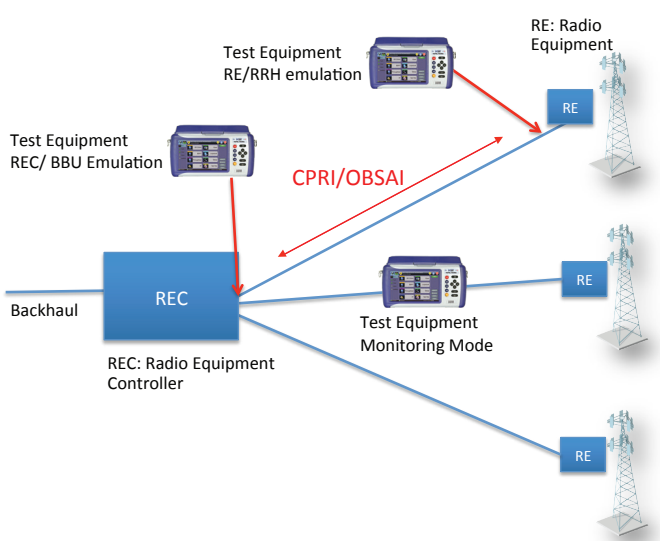 RE: Radio
Equipment
Test Equipment
RE/RRH emulation
RE
Test Equipment
REC/ BBU Emulation
CPRI/OBSAI
REC
RE
Backhaul
Test Equipment
Monitoring Mode
REC: Radio Equipment
Controller
RE